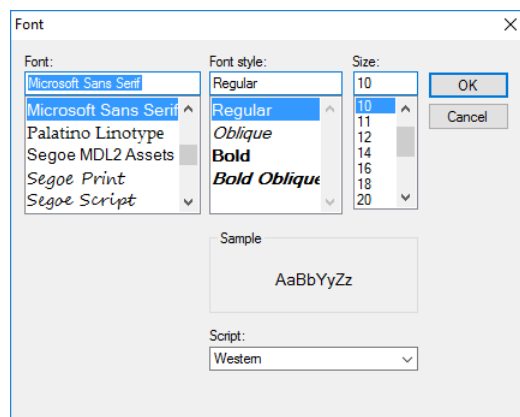 Font
Font:
Microsoft Sans Serif
Microsoft Sans Serif
Palatino Linotype
Segoe MDL2 Assets
Segoe Print
Segoe Script
Font style:
Regular
Regular
Oblique
Bold
Bold Oblique
Size:
10
10
11
12
14
16
18
20
OK
Cancel
Sample
AaBbYyZz
Script:
Western